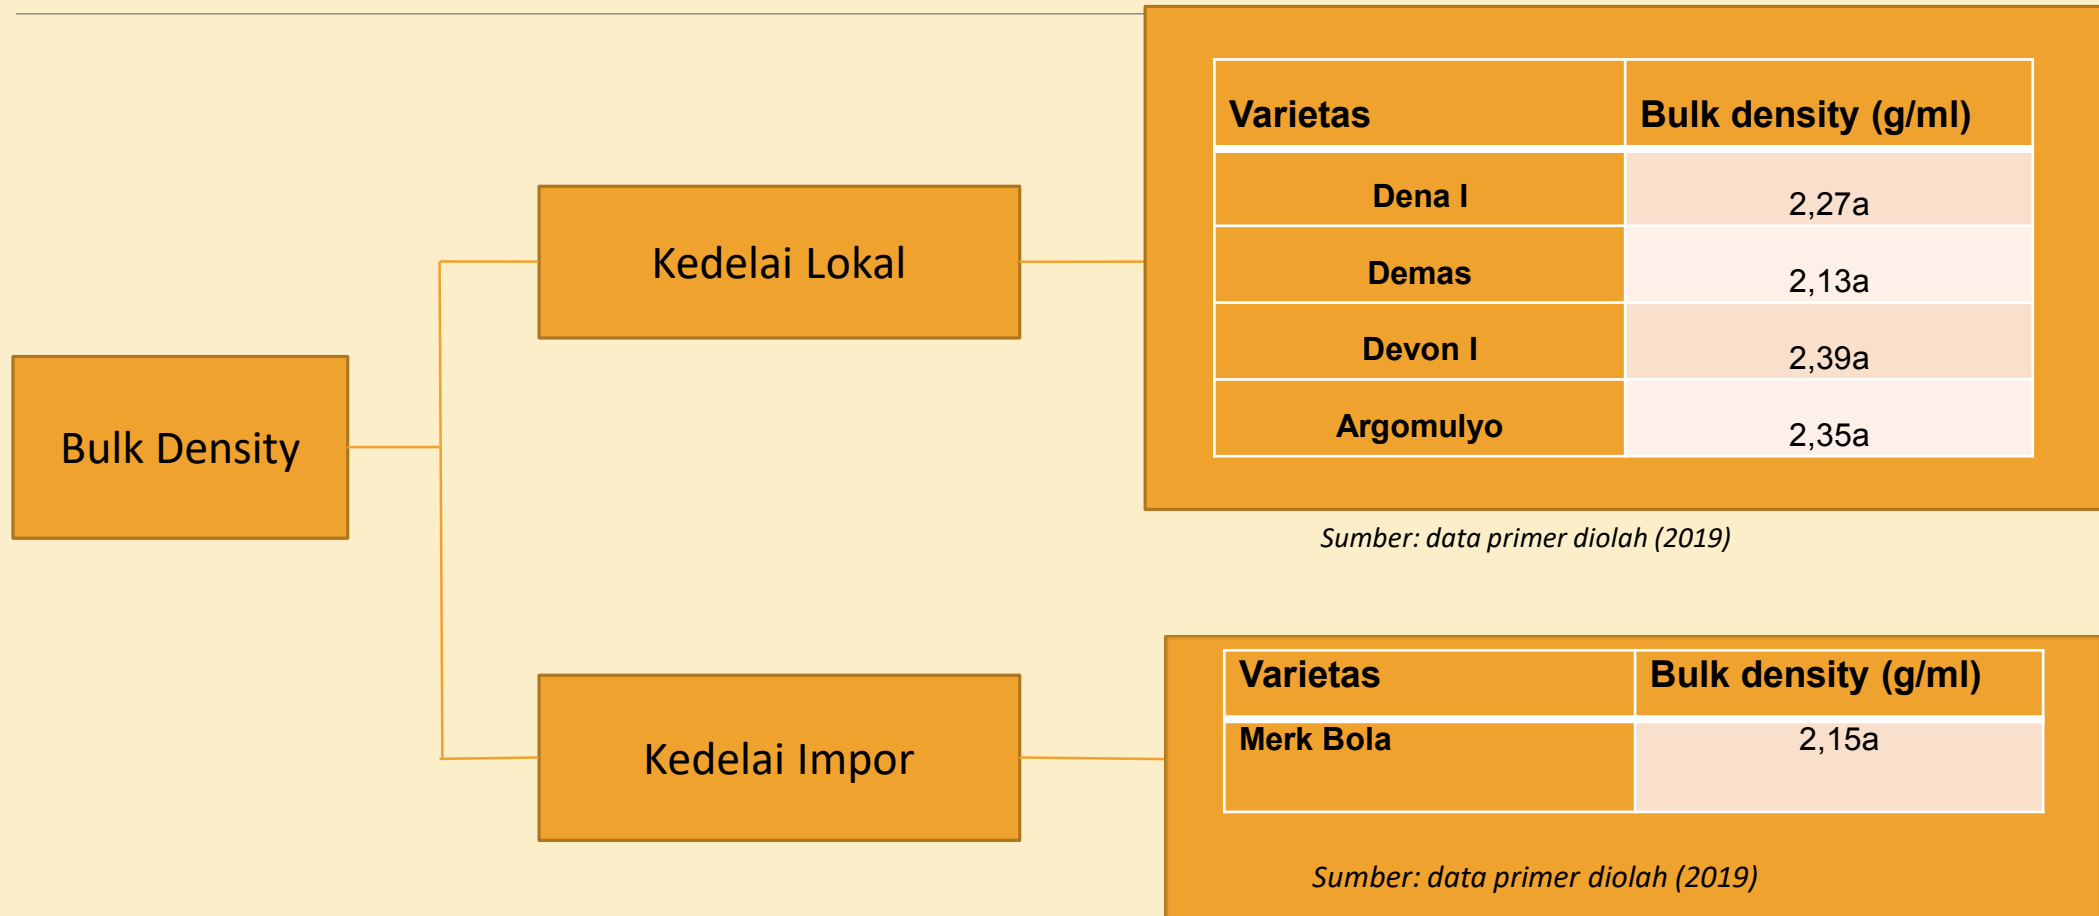 Bulk Density
Kedelai Lokal
Varietas Bulk density (g/ml)
Dena I 2,27a
Demas 2,13a
Devon I 2,39a
Argomulyo 2,35a
Sumber: data primer diolah (2019)
Kedelai Impor
Varietas Bulk density (g/ml)
Merk Bola 2,15a
Sumber: data primer diolah (2019)